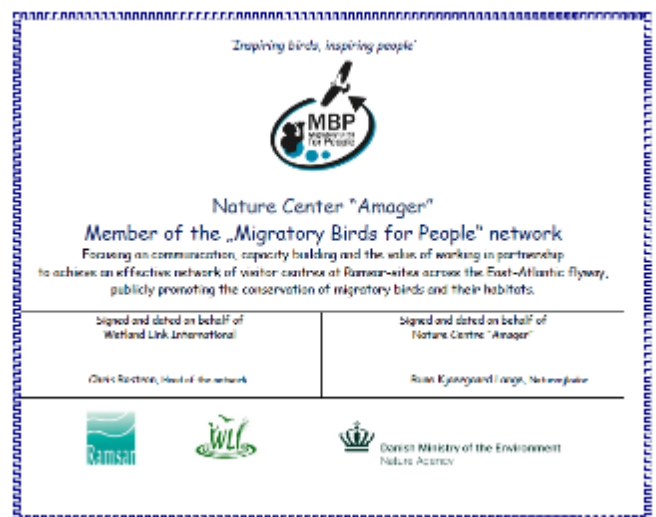 'Inspiring birds, inspiring people'
MBP
Migratory Birds
for People
Nature Center "Amager"
Member of the „Migratory Birds for People" network
Focusing on communication, capacity building and the value of working in partnership
to achieve an effective network of visitor centres at Ramsar-sites across the East-Atlantic flyway,
publicly promoting the conservation of migratory birds and their habitats.
Signed and dated on behalf of
Wetland Link International
Signed and dated on behalf of
Nature Centre "Amager"
Chris Rostron, Head of the network
Kjosegaard Lange,
Ramsar
WLI
Danish Ministry of the Environment
Nature Agency